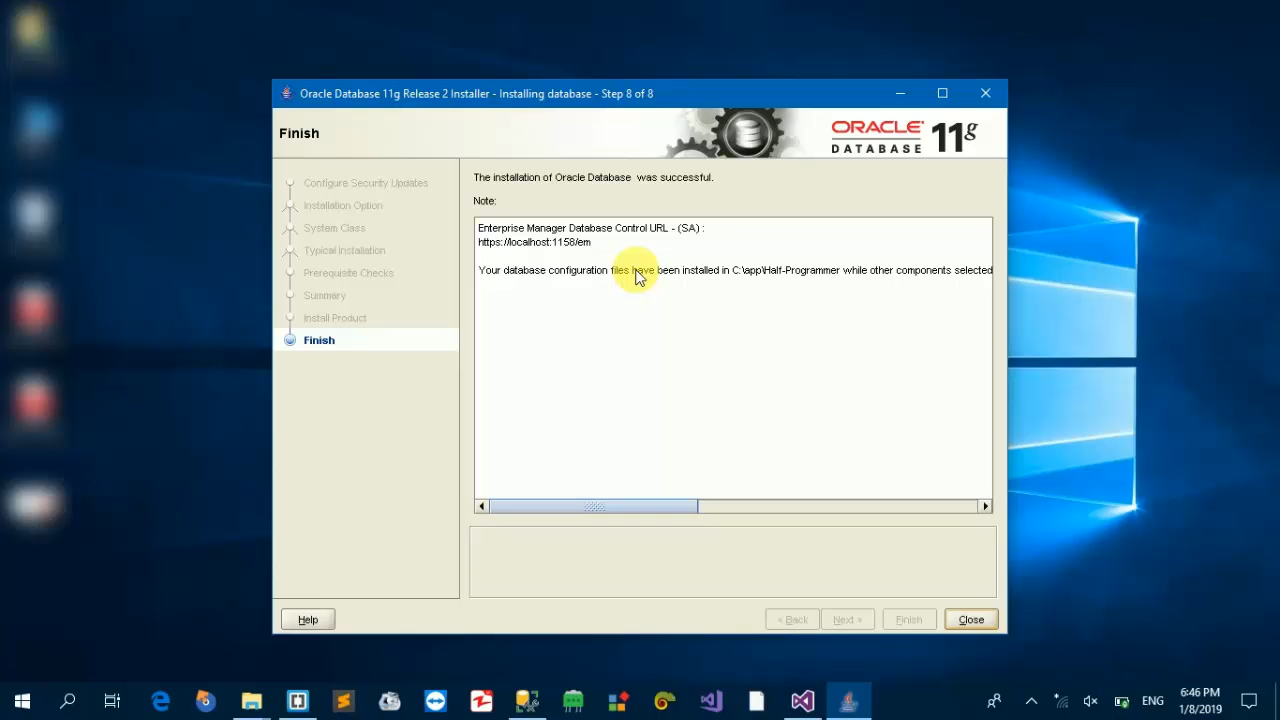 Oracle Database 11g Release 2 Installer - Installing database - Step 8 of 8
Finish
ORACLE
DATABASE
11g
Configure Security Updates
Installation Option
System Class
Typical Installation
Prerequisite Checks
Summary
Install Product
Finish
The installation of Oracle Database was successful.
Note:
Enterprise Manager Database Control URL - (SA) :
https://localhost:1158/em
Your database configuration files have been installed in C:\app\Half-Programmer while other components selected
Help
< Back
Next >
Finish
Close
ENG
6:46 PM
1/8/2019